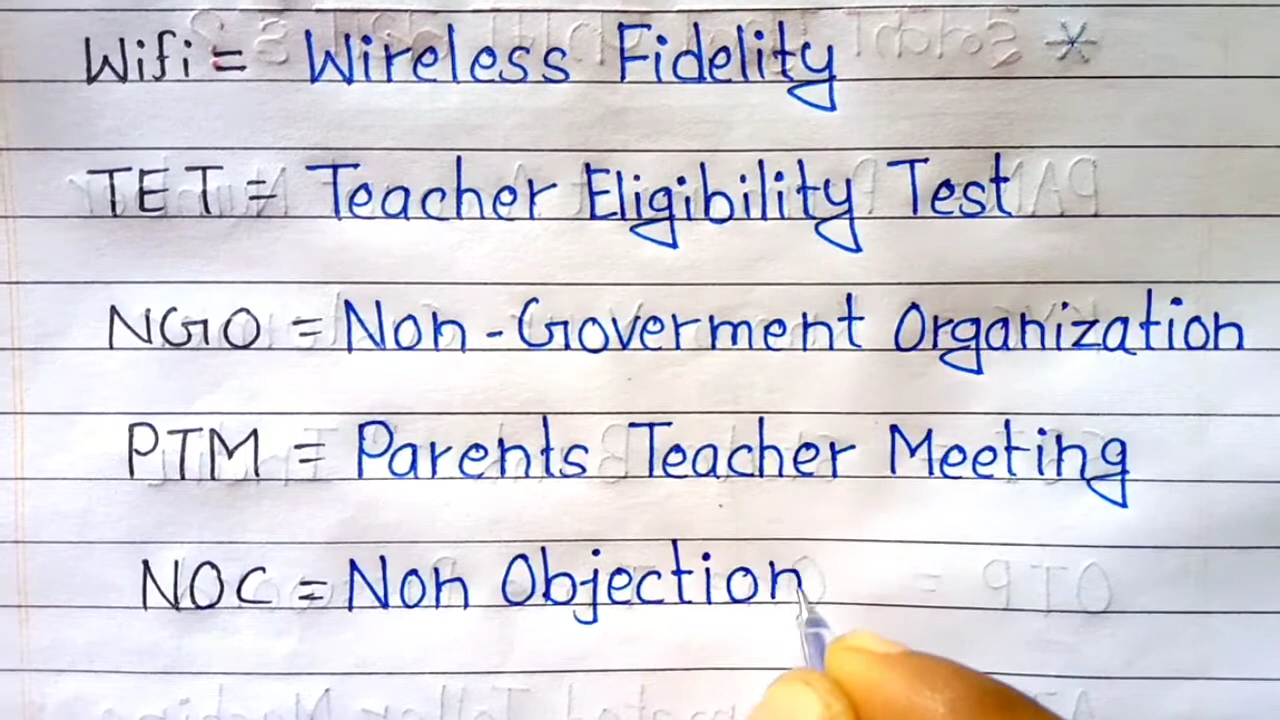 Wifi = Wireless Fidelity
TET = Teacher Eligibility Test
NGO = Non-Goverment Organization
PTM = Parents Teacher Meeting
NOC = Non Objection